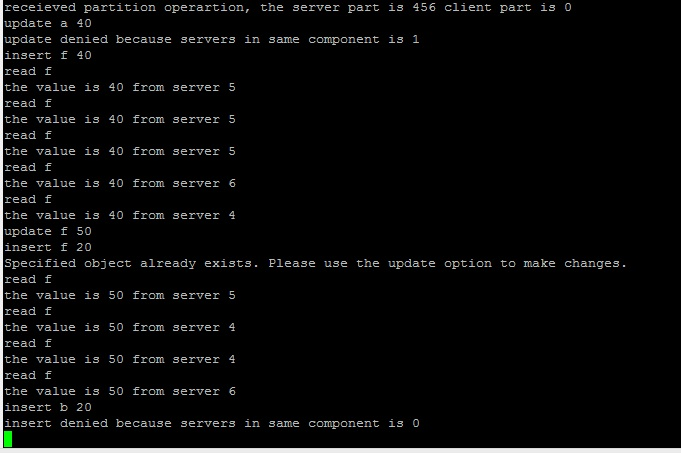 receieved partition operartion, the server part is 456 client part is 0
update a 40
update denied because servers in same component is 1
insert f 40
read f
the value is 40 from server 5
read f
the value is 40 from server 5
read f
the value is 40 from server 5
read f
the value is 40 from server 6
read f
the value is 40 from server 4
update f 50
insert f 20
Specified object already exists. Please use the update option to make changes.
read f
the value is 50 from server 5
read f
the value is 50 from server 4
read f
the value is 50 from server 4
read f
the value is 50 from server 6
insert b 20
insert denied because servers in same component is 0